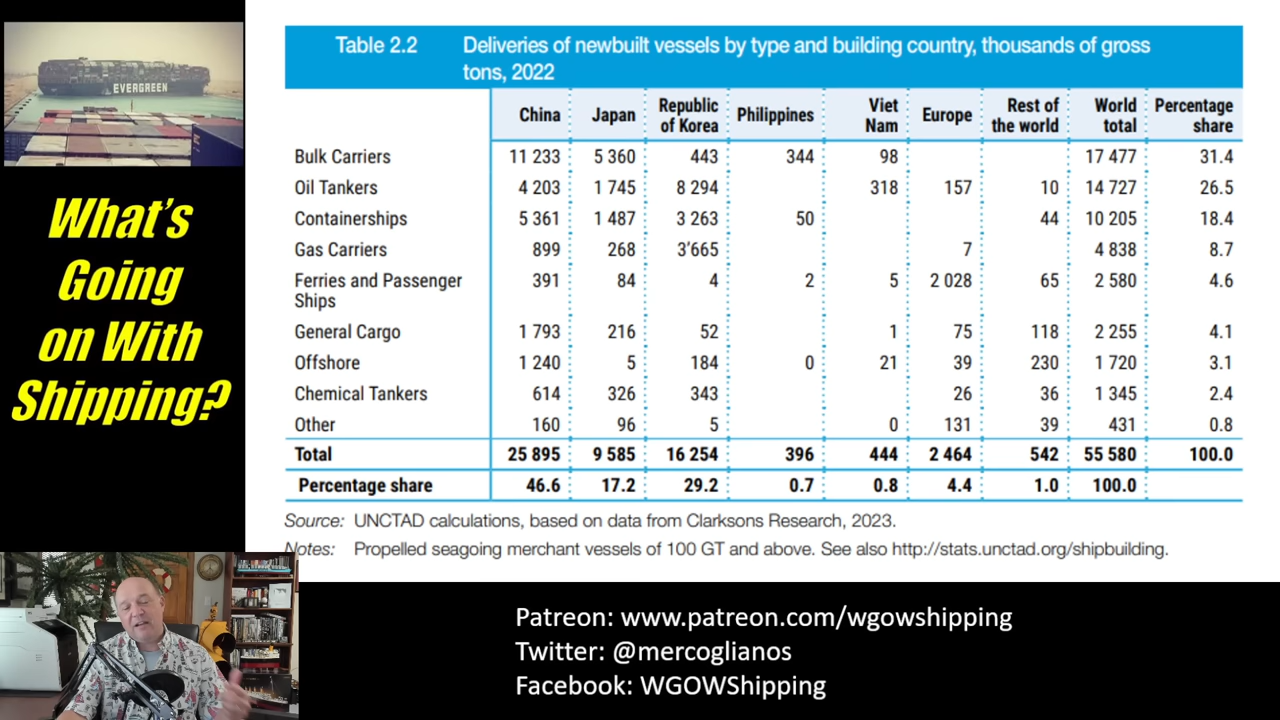 EVERGREEN
What's
Going
on With
Shipping?
Table 2.2 Deliveries of newbuilt vessels by type and building country, thousands of gross
tons, 2022
China Japan Republic of Korea Philippines Viet Nam Europe Rest of the world World total Percentage share
Bulk Carriers 11 233 5 360 443 344 98 17 477 31.4
Oil Tankers 4 203 1 745 8 294 318 157 10 14 727 26.5
Containerships 5 361 1 487 3 263 50 44 10 205 18.4
Gas Carriers 899 268 3'665 7 4 838 8.7
Ferries and Passenger Ships 391 84 4 2 5 2 028 65 2 580 4.6
General Cargo 1 793 216 52 1 75 118 2 255 4.1
Offshore 1 240 5 184 0 21 39 230 1 720 3.1
Chemical Tankers 614 326 343 26 36 1 345 2.4
Other 160 96 5 0 131 39 431 0.8
Total 25 895 9 585 16 254 396 444 2 464 542 55 580 100.0
Percentage share 46.6 17.2 29.2 0.7 0.8 4.4 1.0 100.0
Source: UNCTAD calculations, based on data from Clarksons Research, 2023.
Notes: Propelled seagoing merchant vessels of 100 GT and above. See also http://stats.unctad.org/shipbuilding.
Patreon: www.patreon.com/wgowshipping
Twitter: @mercoglianos
Facebook: WGOWShipping